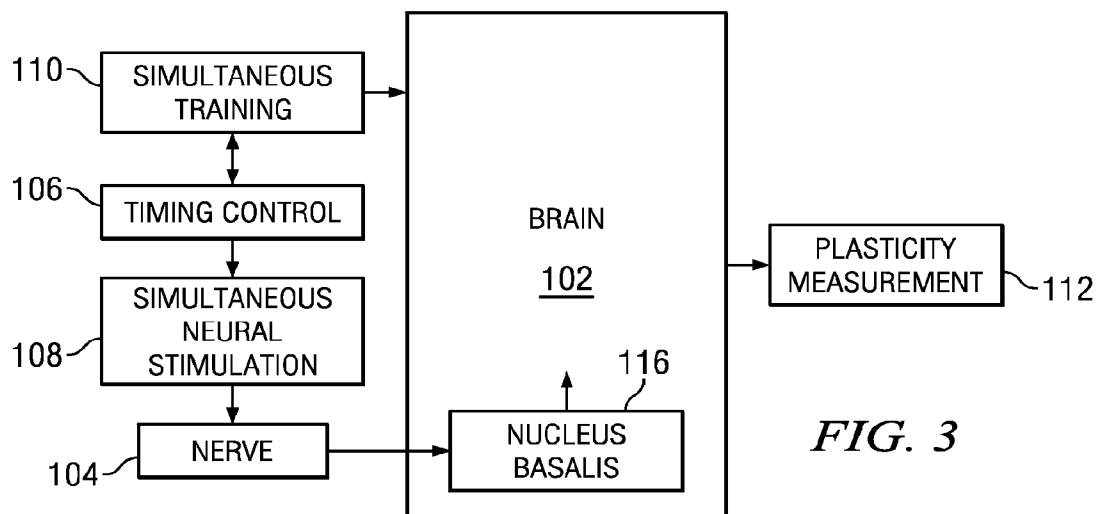 110
SIMULTANEOUS
TRAINING
106
TIMING CONTROL
108
SIMULTANEOUS
NEURAL
STIMULATION
104
NERVE
BRAIN
102
116
NUCLEUS
BASALIS
PLASTICITY
MEASUREMENT
112
FIG. 3